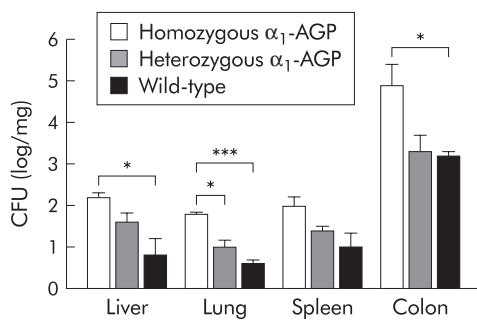 Homozygous α₁-AGP
Heterozygous α₁-AGP
Wild-type
CFU (log/mg)
6
5
4
3
2
1
0
*
***
*
*
Liver
Lung
Spleen
Colon